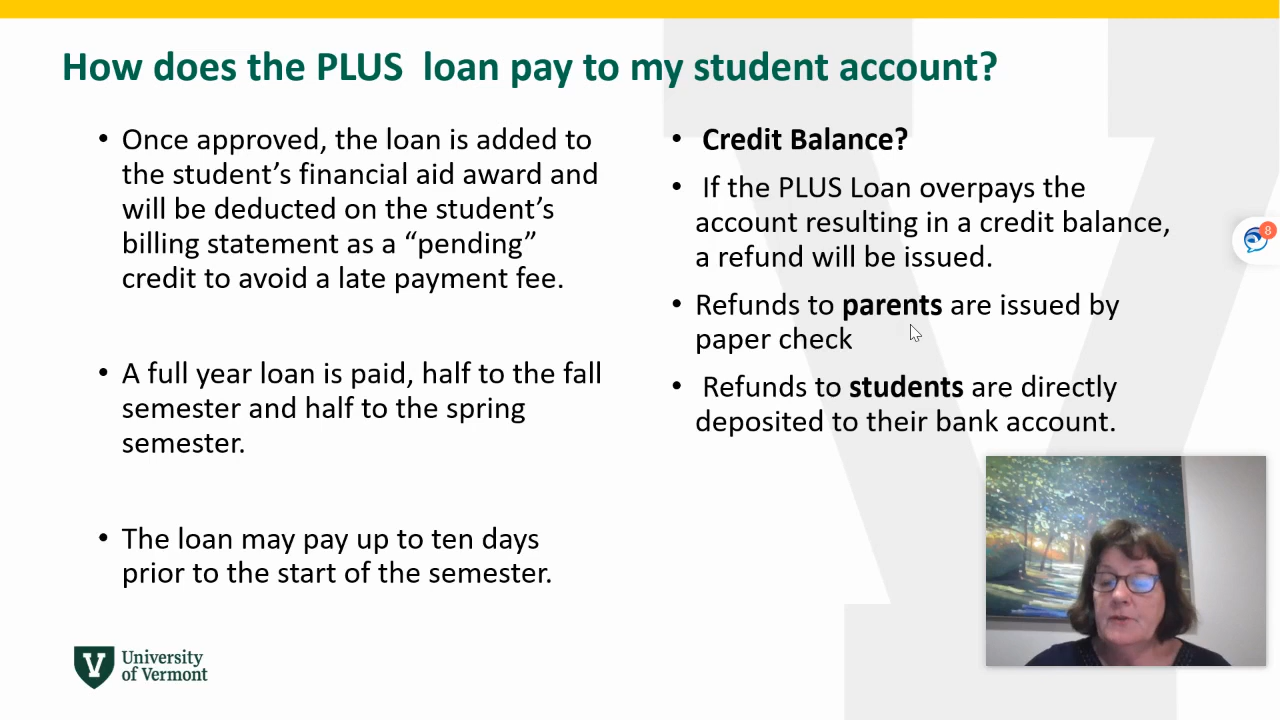 How does the PLUS  loan pay to my student account?
• Once approved, the loan is added to
the student’s financial aid award and
will be deducted on the student’s
billing statement as a “pending”
credit to avoid a late payment fee.
• A full year loan is paid, half to the fall
semester and half to the spring
semester.
• The loan may pay up to ten days
prior to the start of the semester.
• Credit Balance?
• If the PLUS Loan overpays the
account resulting in a credit balance,
a refund will be issued.
• Refunds to parents are issued by
paper check
• Refunds to students are directly
deposited to their bank account.
8
V
University
of Vermont